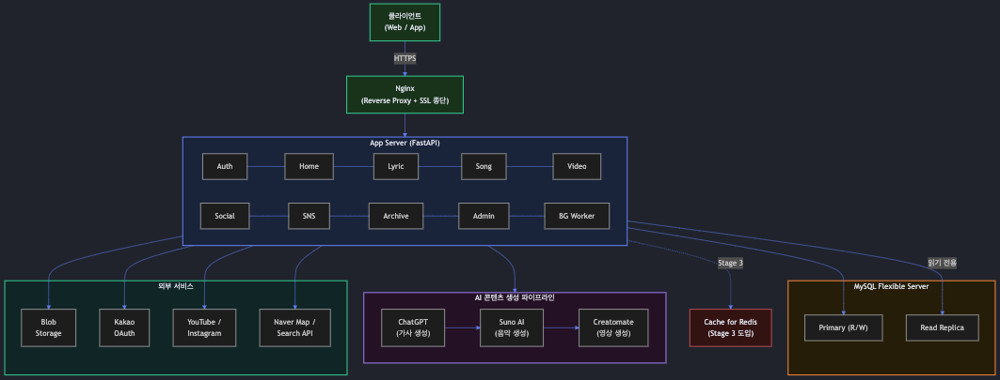 클라이언트
(Web / App)
HTTPS
Nginx
(Reverse Proxy + SSL 종단)
App Server (FastAPI)
Auth
Home
Lyric
Song
Video
Social
SNS
Archive
Admin
BG Worker
Stage 3
읽기 전용
외부 서비스
Blob
Storage
Kakao
OAuth
YouTube /
Instagram
Naver Map /
Search API
AI 콘텐츠 생성 파이프라인
ChatGPT
(가사 생성)
Suno AI
(음악 생성)
Creatomate
(영상 생성)
Cache for Redis
(Stage 3 도입)
MySQL Flexible Server
Primary (R/W)
Read Replica